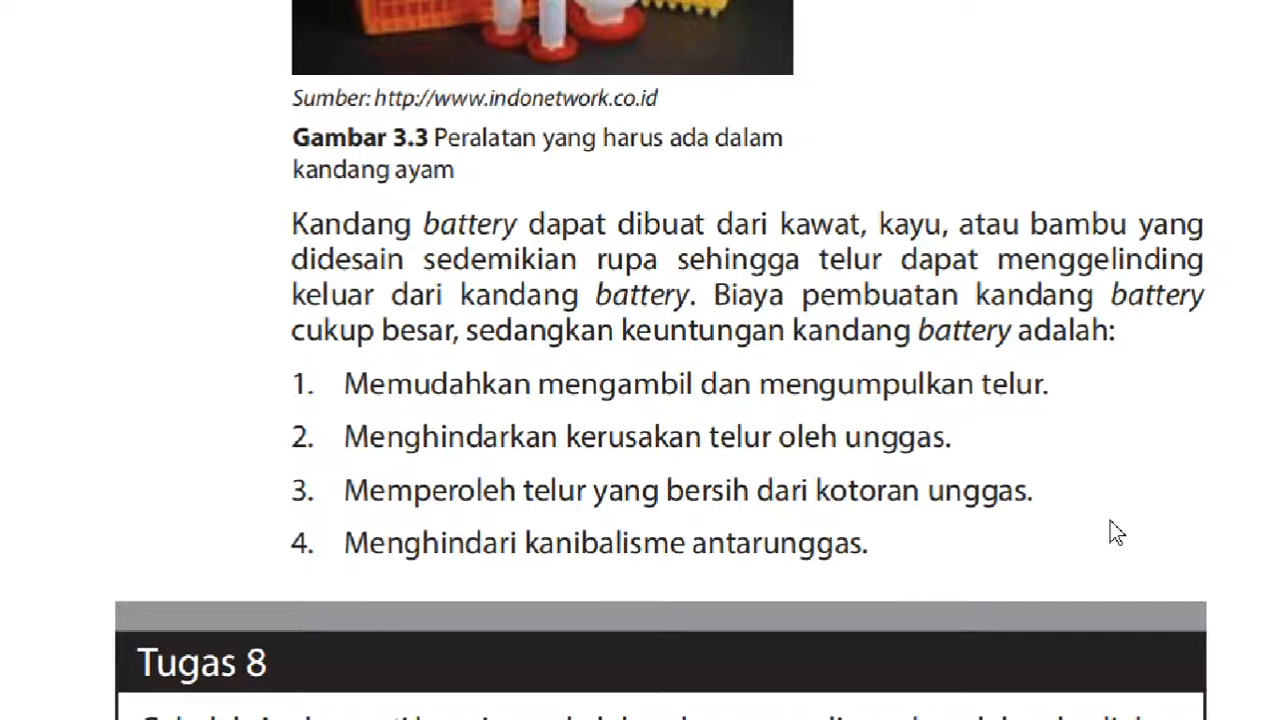 Sumber: http://www.indonetwork.co.id
Gambar 3.3 Peralatan yang harus ada dalam
kandang ayam
Kandang battery dapat dibuat dari kawat, kayu, atau bambu yang
didesain sedemikian rupa sehingga telur dapat menggelinding
keluar dari kandang battery. Biaya pembuatan kandang battery
cukup besar, sedangkan keuntungan kandang battery adalah:
1. Memudahkan mengambil dan mengumpulkan telur.
2. Menghindarkan kerusakan telur oleh unggas.
3. Memperoleh telur yang bersih dari kotoran unggas.
4. Menghindari kanibalisme antarunggas.
Tugas 8